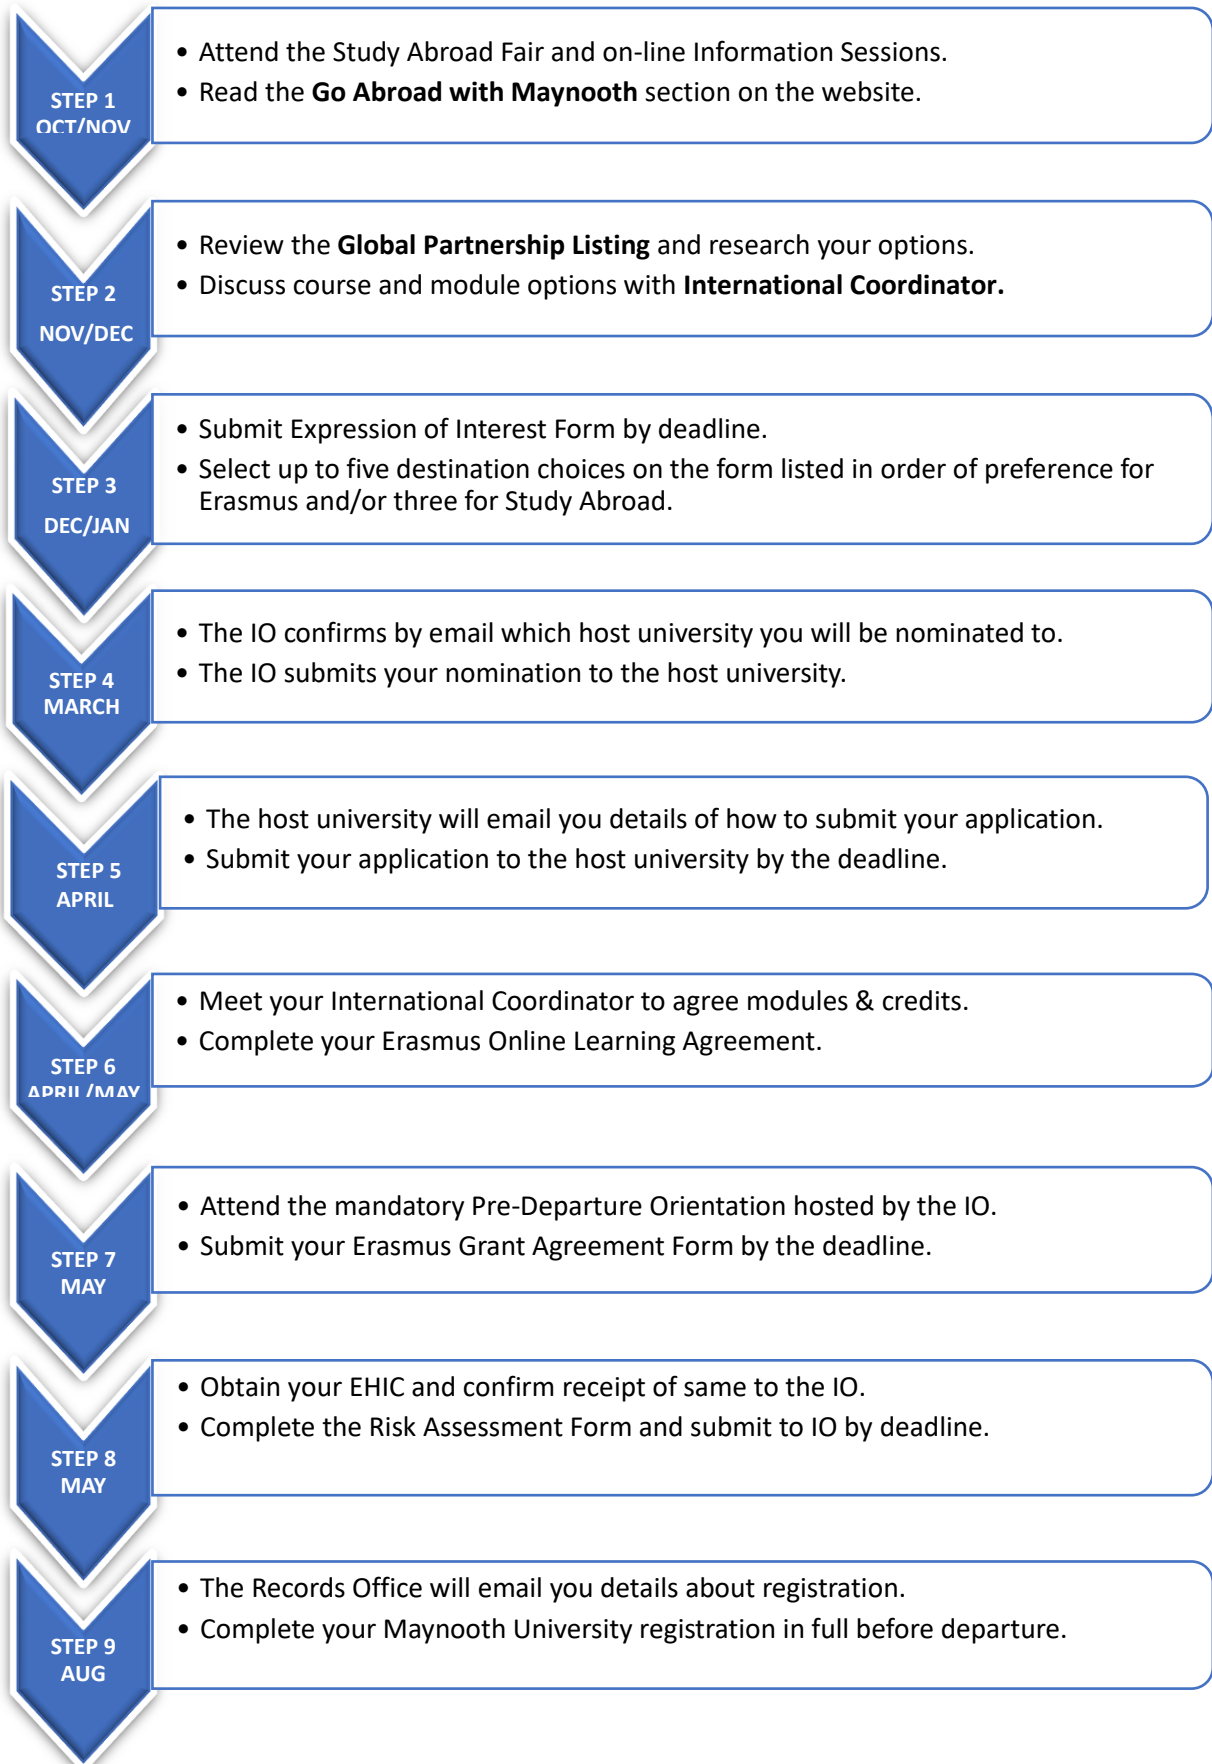 STEP 1
OCT/NOV
• Attend the Study Abroad Fair and on-line Information Sessions.
• Read the Go Abroad with Maynooth section on the website.
STEP 2
NOV/DEC
• Review the Global Partnership Listing and research your options.
• Discuss course and module options with International Coordinator.
STEP 3
DEC/JAN
• Submit Expression of Interest Form by deadline.
• Select up to five destination choices on the form listed in order of preference for
Erasmus and/or three for Study Abroad.
STEP 4
MARCH
• The IO confirms by email which host university you will be nominated to.
• The IO submits your nomination to the host university.
STEP 5
APRIL
• The host university will email you details of how to submit your application.
• Submit your application to the host university by the deadline.
STEP 6
APRIL/MAY
• Meet your International Coordinator to agree modules & credits.
• Complete your Erasmus Online Learning Agreement.
STEP 7
MAY
• Attend the mandatory Pre-Departure Orientation hosted by the IO.
• Submit your Erasmus Grant Agreement Form by the deadline.
STEP 8
MAY
• Obtain your EHIC and confirm receipt of same to the IO.
• Complete the Risk Assessment Form and submit to IO by deadline.
STEP 9
AUG
• The Records Office will email you details about registration.
• Complete your Maynooth University registration in full before departure.